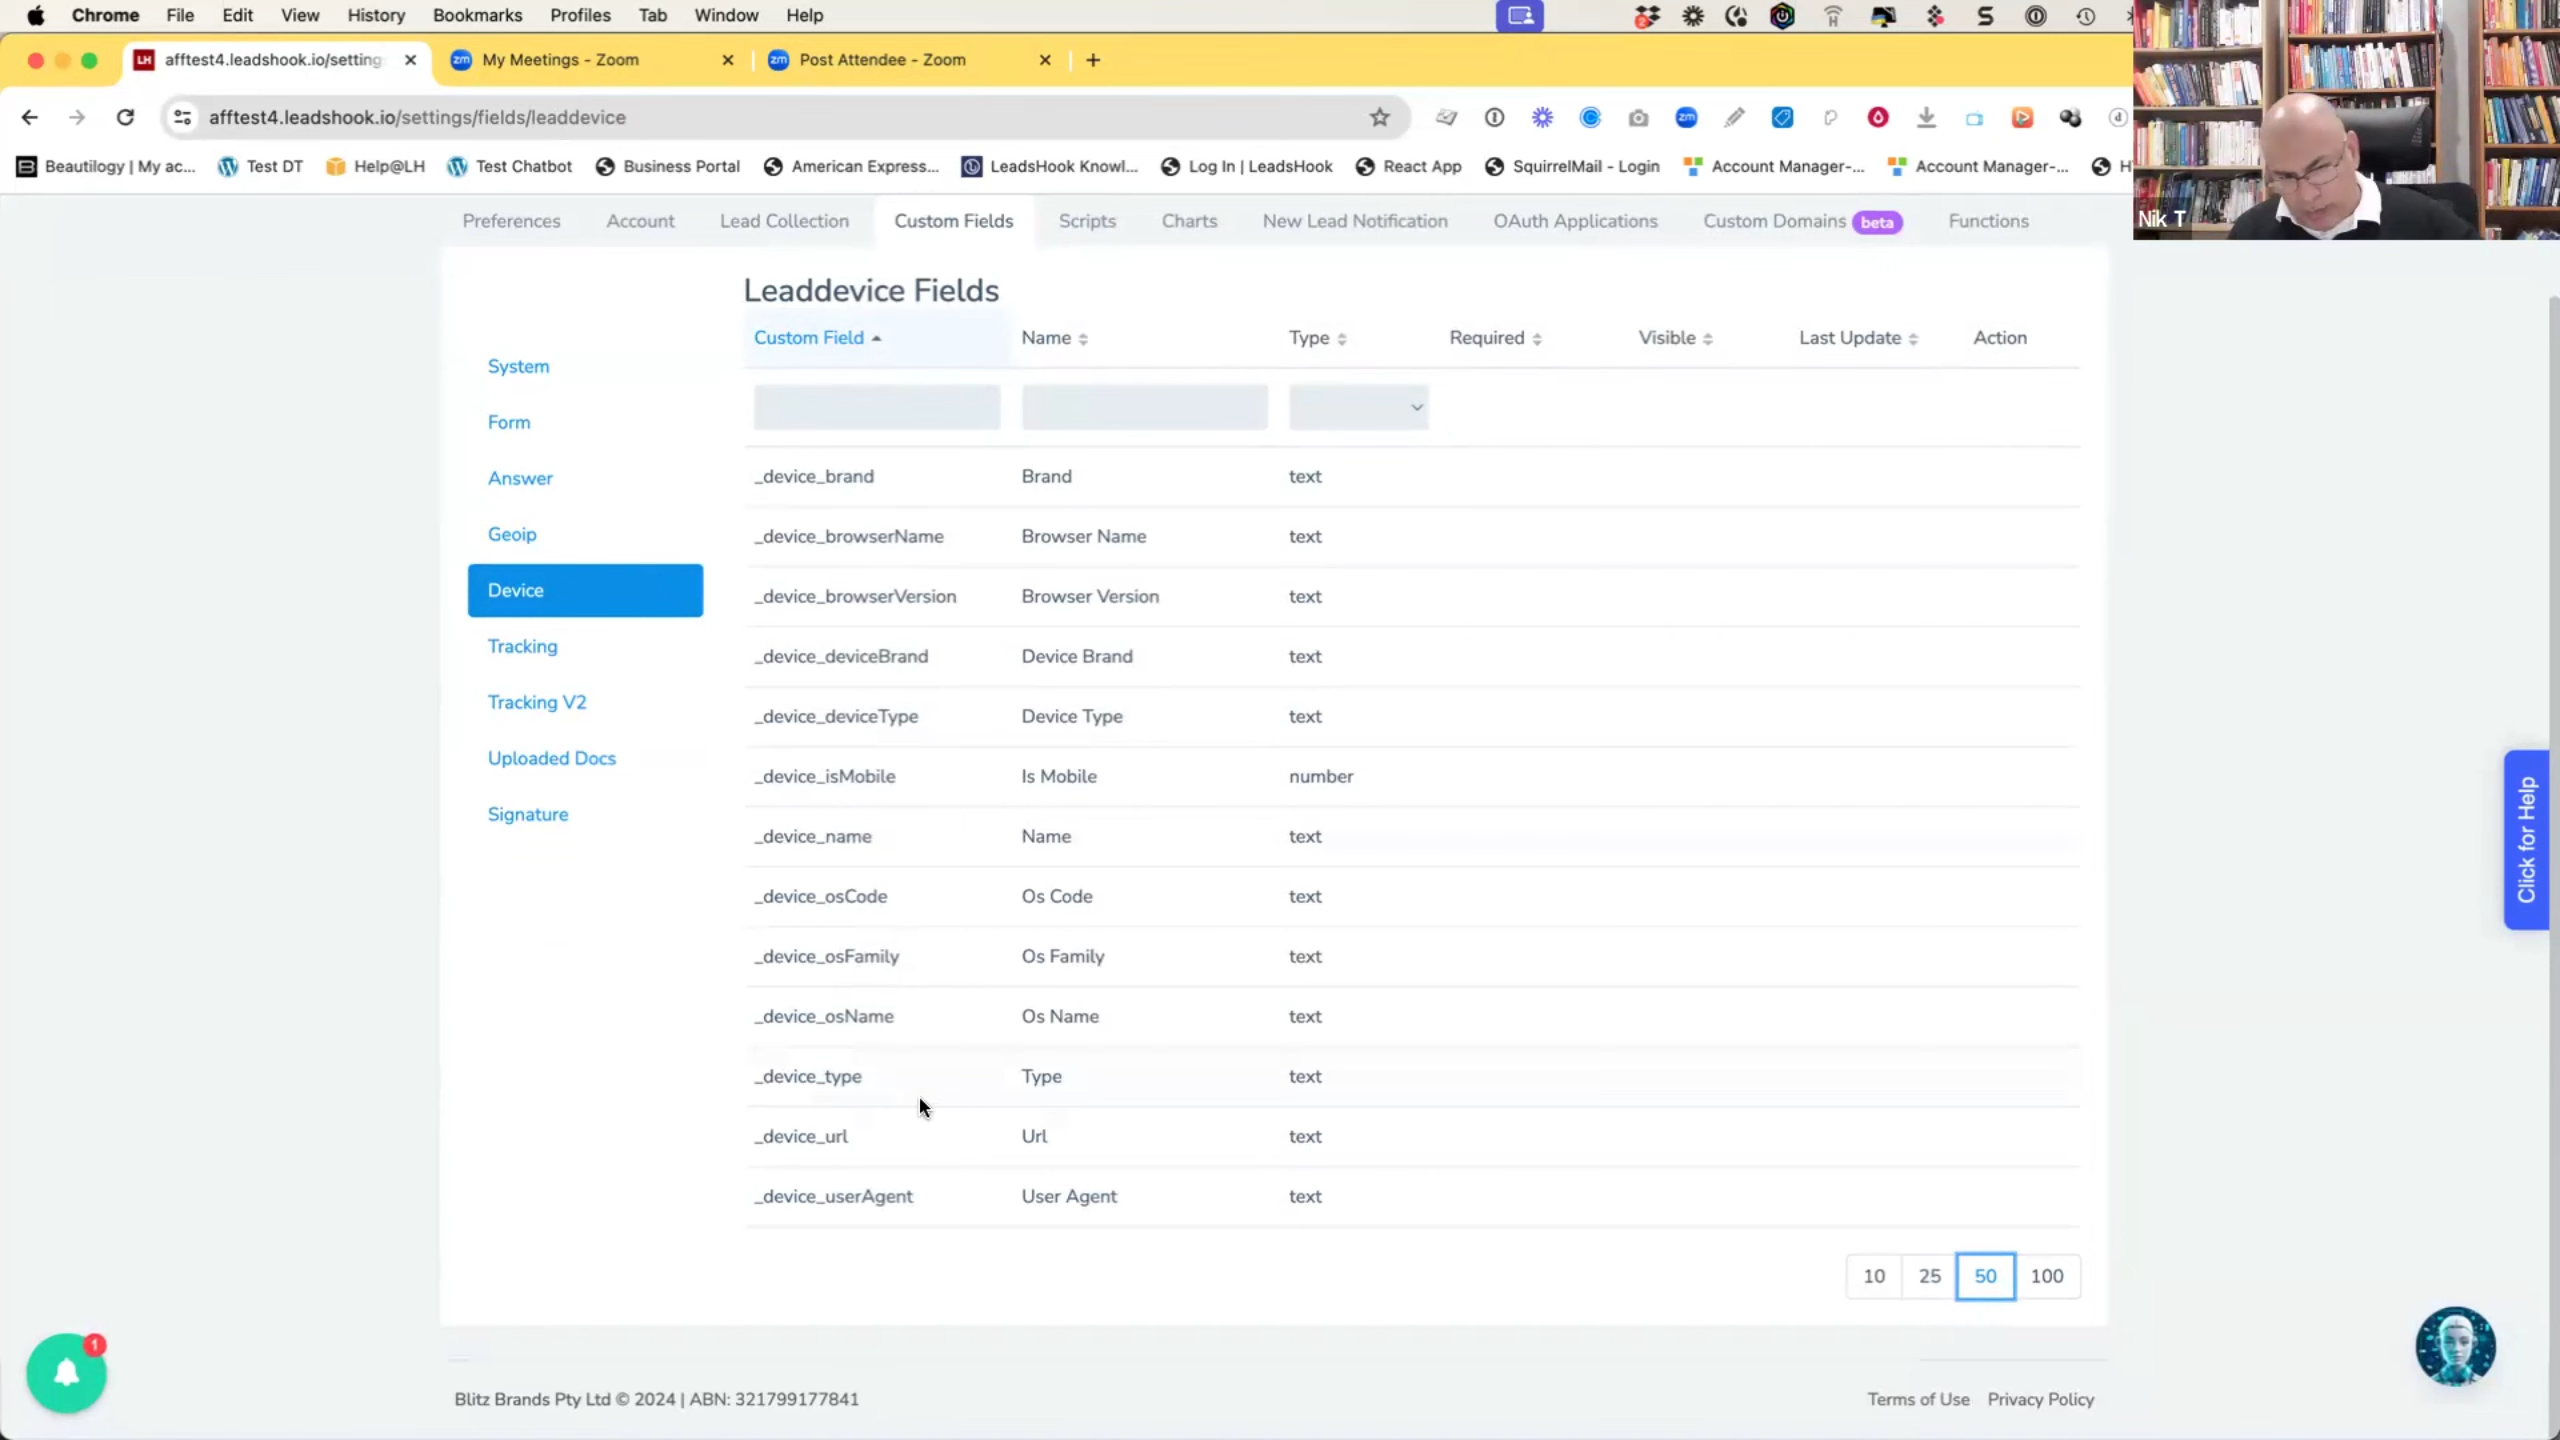 Chrome File Edit View History Bookmarks Profiles Tab Window Help
afftest4.leadshook.io/setting My Meetings - Zoom Post Attendee - Zoom
afftest4.leadshook.io/settings/fields/leaddevice
Beautilogy | My ac... Test DT Help@LH Test Chatbot Business Portal American Express... LeadsHook Knowl... Log In | LeadsHook React App SquirrelMail - Login Account Manager-... Account Manager-... H
Nik T
Preferences Account Lead Collection Custom Fields Scripts Charts New Lead Notification OAuth Applications Custom Domains beta Functions
Leaddevice Fields
Custom Field Name Type Required Visible Last Update Action
System
Form
Answer
Geoip
Device
Tracking
Tracking V2
Uploaded Docs
Signature
_device_brand Brand text
_device_browserName Browser Name text
_device_browserVersion Browser Version text
_device_deviceBrand Device Brand text
_device_deviceType Device Type text
_device_isMobile Is Mobile number
_device_name Name text
_device_osCode Os Code text
_device_osFamily Os Family text
_device_osName Os Name text
_device_type Type text
_device_url Url text
_device_userAgent User Agent text
10 25 50 100
Click for Help
1
Blitz Brands Pty Ltd © 2024 | ABN: 321799177841 Terms of Use Privacy Policy